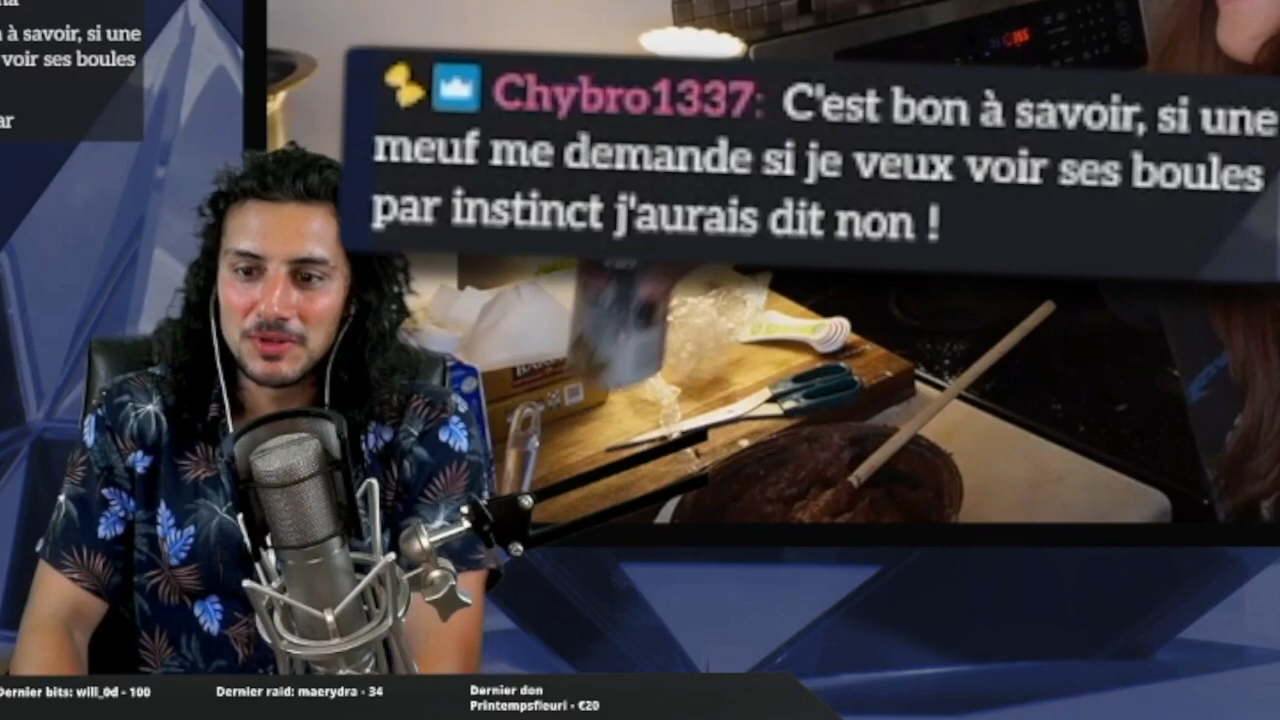 à savoir, si une
voir ses boules
ar
Chybro1337: C'est bon à savoir, si une
meuf me demande si je veux voir ses boules
par instinct j'aurais dit non !
Dernier bits: will_0d - 100
Dernier raid: maerydra - 34
Dernier don
Printempsfleuri - €20